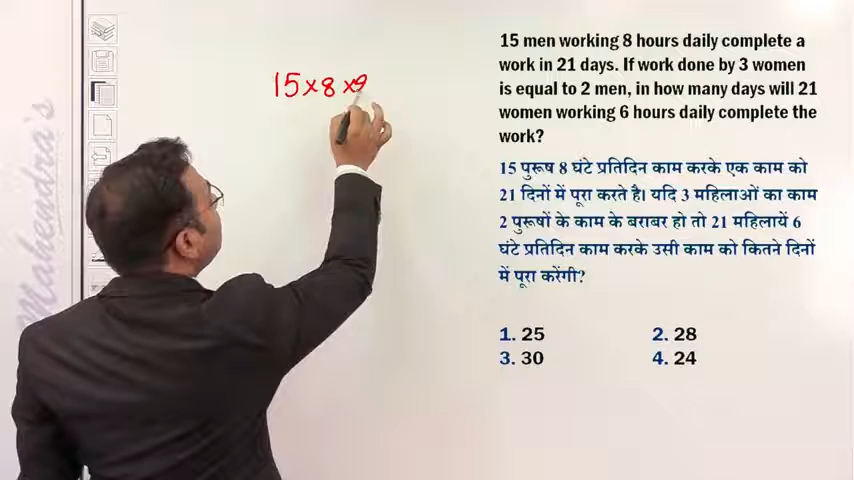 15 men working 8 hours daily complete a
work in 21 days. If work done by 3 women
is equal to 2 men, in how many days will 21
women working 6 hours daily complete the
work?
15 पुरूष 8 घंटे प्रतिदिन काम करके एक काम को
21 दिनों में पूरा करते है। यदि 3 महिलाओं का काम
2 पुरूषों के काम के बराबर हो तो 21 महिलायें 6
घंटे प्रतिदिन काम करके उसी काम को कितने दिनों
में पूरा करेंगी?
1. 25
2. 28
3. 30
4. 24
15×8×
Mahendra's